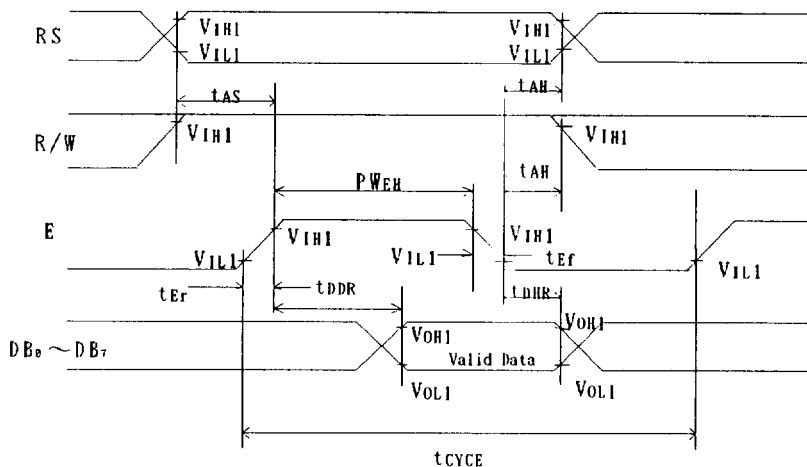 RS
VIH1
VIL1
VIH1
VIL1
tAS
tAH
R/W
VIH1
VIH1
tAH
PWEH
E
VIH1
VIH1
VIL1
VIL1
tEf
VIL1
tEr
tDDR
tDHR
DB0 ~ DB7
VOH1
VOH1
Valid Data
VOL1
VOL1
tCYCE